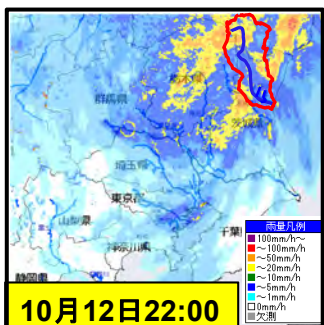 栃木県
群馬県
茨城県
埼玉県
東京都
千葉県
山梨県
神奈川県
静岡県
雨量凡例
100mm/h~
~100mm/h
~50mm/h
~20mm/h
~10mm/h
~5mm/h
~1mm/h
0mm/h
欠測
10月12日22:00